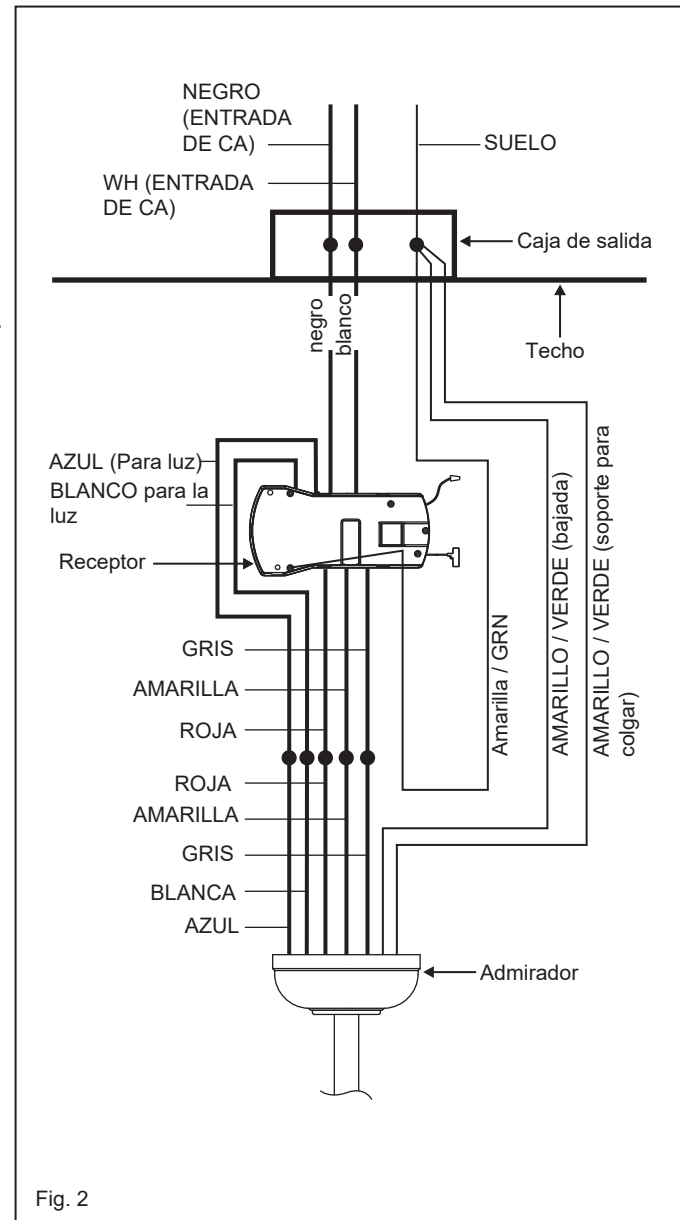 NEGRO
(ENTRADA
DE CA)
SUELO
WH (ENTRADA
DE CA)
Caja de salida
negro
blanco
Techo
AZUL (Para luz)
BLANCO para la
luz
Receptor
GRIS
AMARILLA
ROJA
ROJA
AMARILLA
GRIS
BLANCA
AZUL
Amarilla / GRN
AMARILLO / VERDE (bajada)
AMARILLO / VERDE (soporte para
colgar)
Admirador
Fig. 2